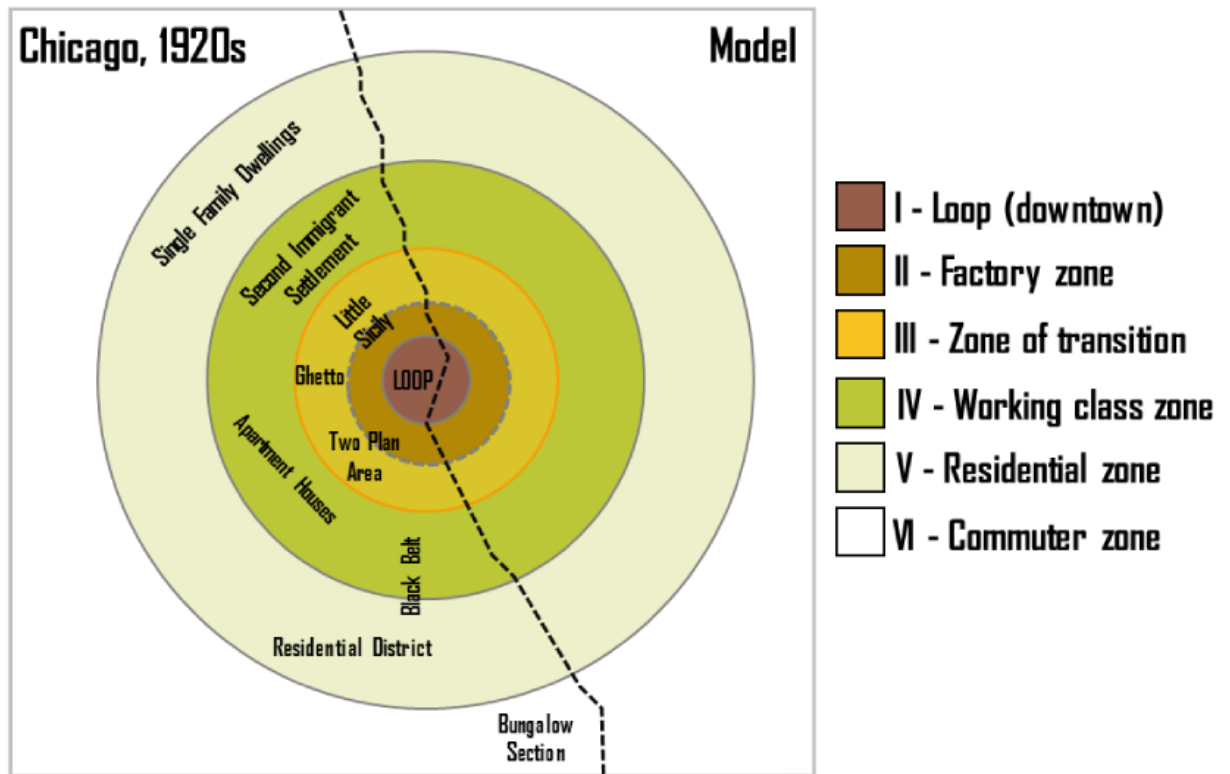 Chicago, 1920s
Model
Single Family Dwellings
Second Immigrant
Settlement
Little
Sicily
Ghetto
LOOP
Two Plan
Area
Apartment Houses
Black Belt
Residential District
Bungalow
Section
I - Loop (downtown)
II - Factory zone
III - Zone of transition
IV - Working class zone
V - Residential zone
VI - Commuter zone